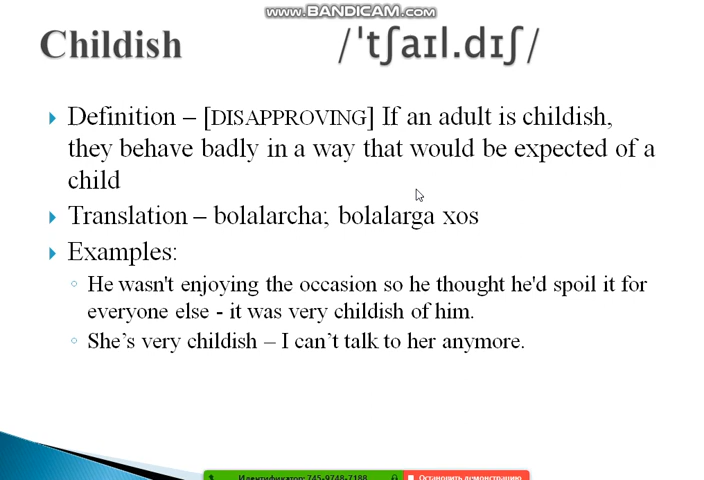 www.BANDICAM.com
Childish /ˈtʃaɪl.dɪʃ/
Definition – [DISAPPROVING] If an adult is childish,
they behave badly in a way that would be expected of a
child
Translation – bolalarcha; bolalarga xos
Examples:
He wasn't enjoying the occasion so he thought he'd spoil it for
everyone else - it was very childish of him.
She’s very childish – I can’t talk to her anymore.
Идентификатор: 745-9748-7188 Остановить демонстрацию